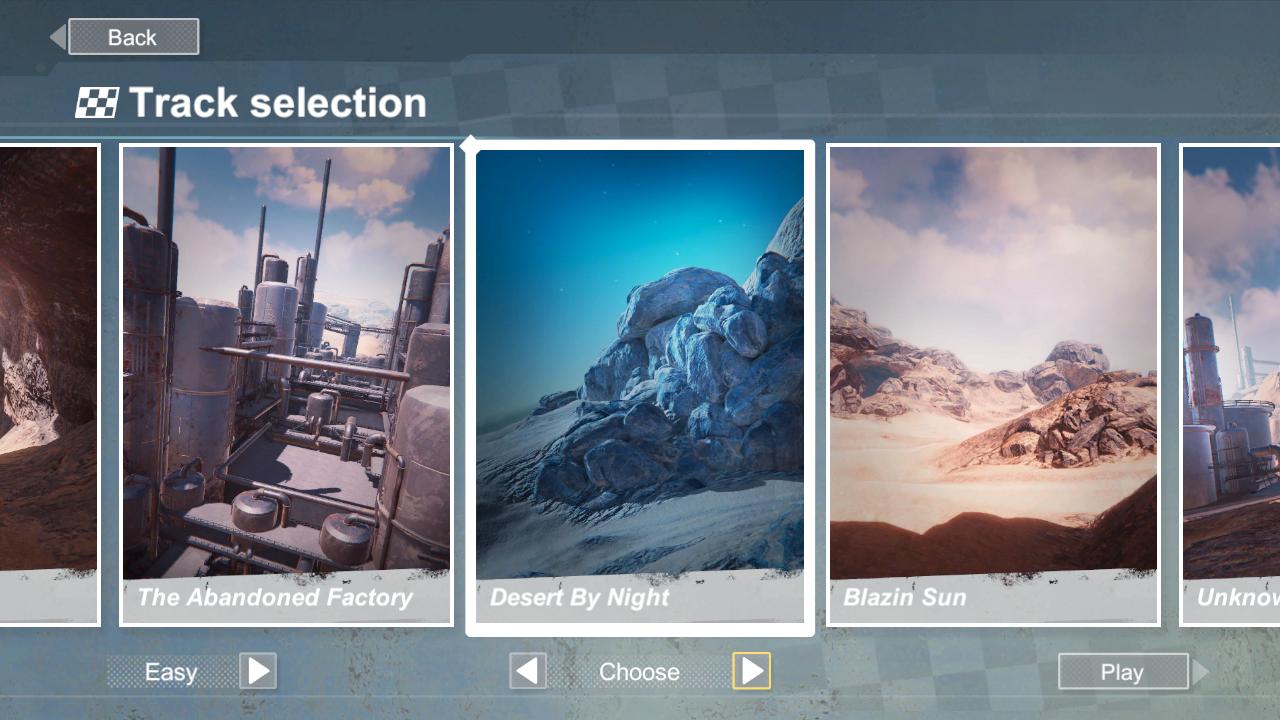 Back
Track selection
The Abandoned Factory
Desert By Night
Blazin Sun
Easy
Choose
Play